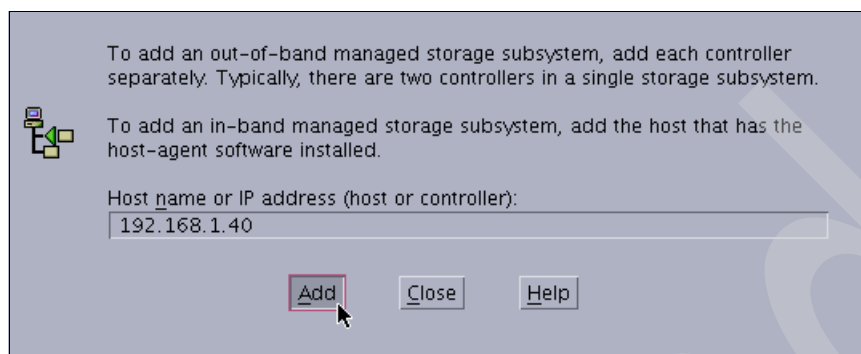 To add an out-of-band managed storage subsystem, add each controller
separately. Typically, there are two controllers in a single storage subsystem.
To add an in-band managed storage subsystem, add the host that has the
host-agent software installed.
Host name or IP address (host or controller):
192.168.1.40
Add Close Help